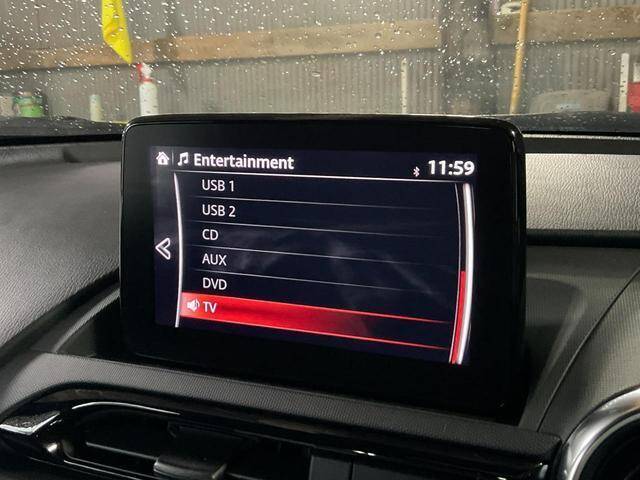 Entertainment 11:59
USB 1
USB 2
CD
AUX
DVD
TV